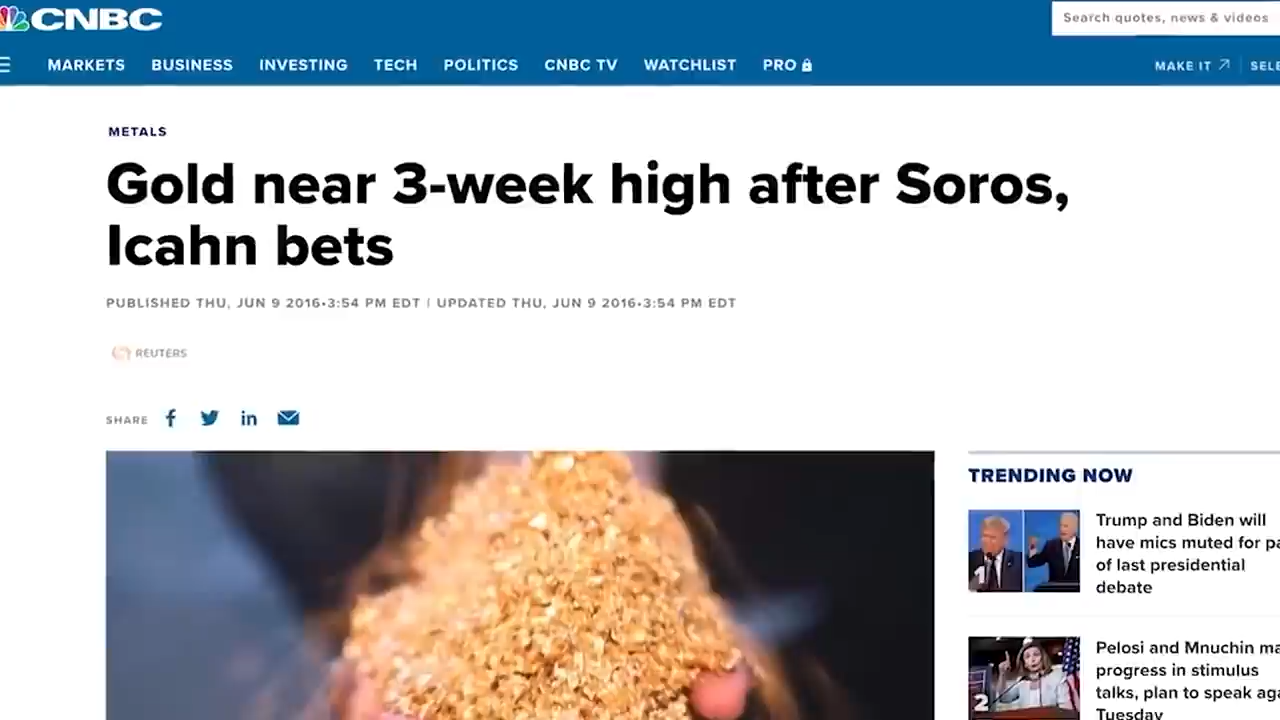 CNBC
Search quotes, news & videos
MARKETS BUSINESS INVESTING TECH POLITICS CNBC TV WATCHLIST PRO
MAKE IT
METALS
Gold near 3-week high after Soros,
Icahn bets
PUBLISHED THU, JUN 9 2016•3:54 PM EDT | UPDATED THU, JUN 9 2016•3:54 PM EDT
REUTERS
SHARE
TRENDING NOW
1
Trump and Biden will
have mics muted for
of last presidential
debate
2
Pelosi and Mnuchin
progress in stimulus
talks, plan to speak
Tuesday